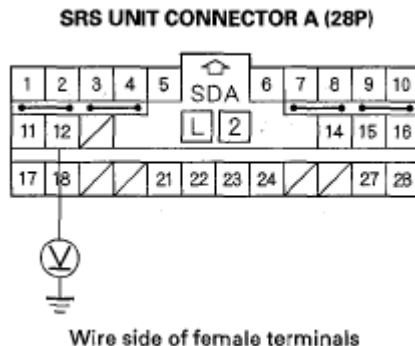 SRS UNIT CONNECTOR A (28P)
1 2 3 4 5 6 7 8 9 10
SDA
11 12 L 2 14 15 16
17 18 21 22 23 24 27 28
V
Wire side of female terminals